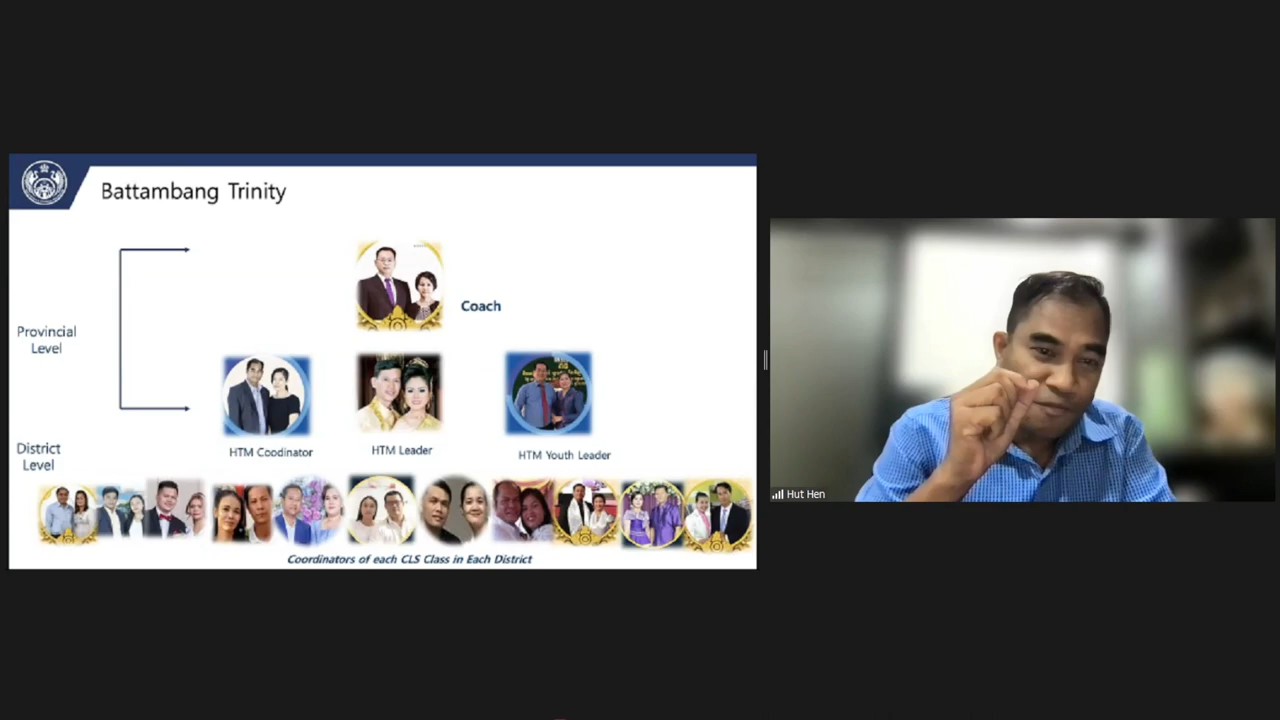 Battambang Trinity
Coach
Provincial
Level
HTM Coodinator
HTM Leader
HTM Youth Leader
District
Level
Coordinators of each CLS Class in Each District
Hut Hen